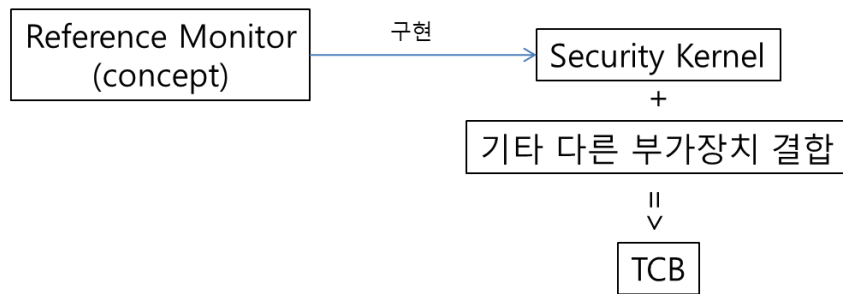 Reference Monitor
(concept)
구현
Security Kernel
+
기타 다른 부가장치 결합
=>
TCB